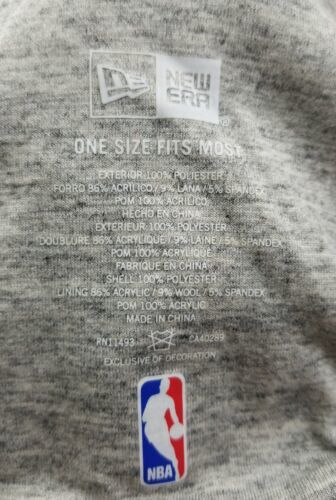 NEW
ERA
ONE SIZE FITS MOST
EXTERIOR 100% POLIESTER
FORRO 86% ACRILICO / 9% LANA / 5% SPANDEX
POM 100% ACRILICO
HECHO EN CHINA
EXTERIEUR 100% POLYESTER
DOUBLURE 86% ACRYLIQUE / 9% LAINE / 5% SPANDEX
POM 100% ACRYLIQUE
FABRIQUE EN CHINA
SHELL 100% POLYESTER
LINING 86% ACRYLIC / 9% WOOL / 5% SPANDEX
POM 100% ACRYLIC
MADE IN CHINA
RN11493 CA40289
EXCLUSIVE OF DECORATION
NBA